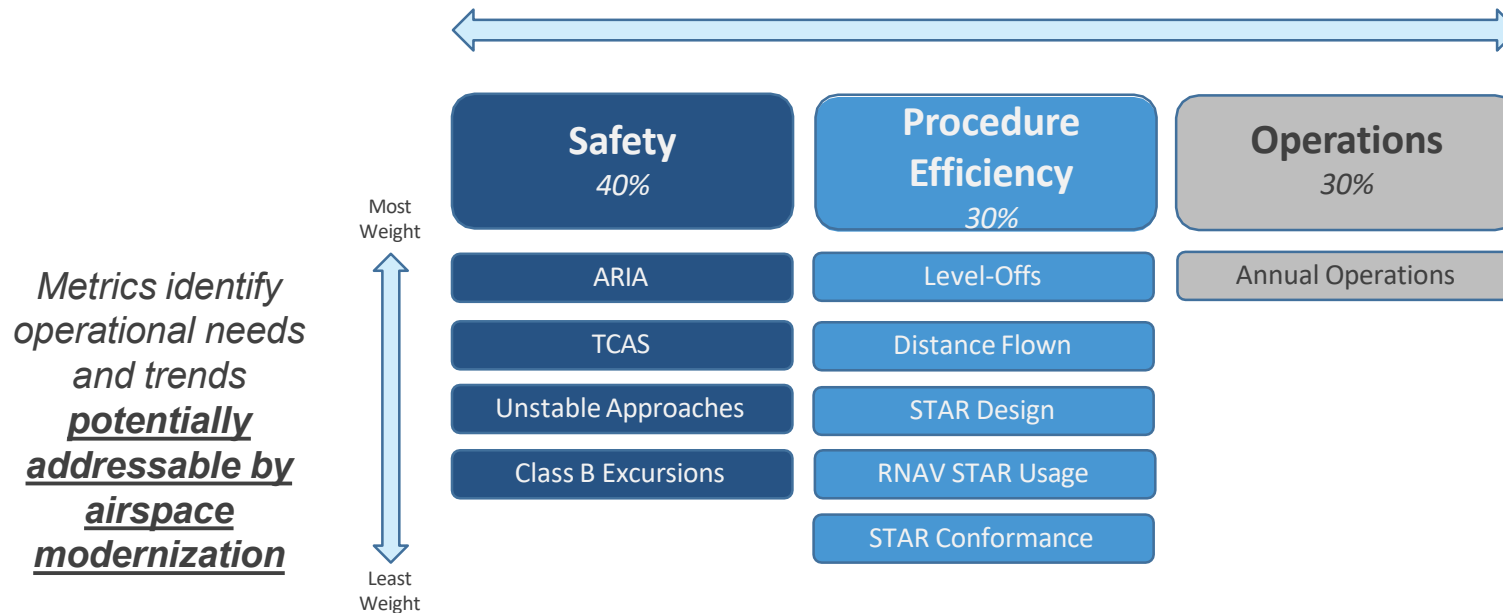 Safety
40%
Procedure
Efficiency
30%
Operations
30%
Most
Weight
Metrics identify
operational needs
and trends
potentially
addressable by
airspace
modernization
Least
Weight
ARIA
TCAS
Unstable Approaches
Class B Excursions
Level-Offs
Distance Flown
STAR Design
RNAV STAR Usage
STAR Conformance
Annual Operations